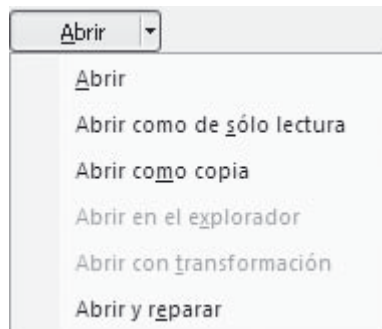 Abrir
Abrir
Abrir como de sólo lectura
Abrir como copia
Abrir en el explorador
Abrir con transformación
Abrir y reparar